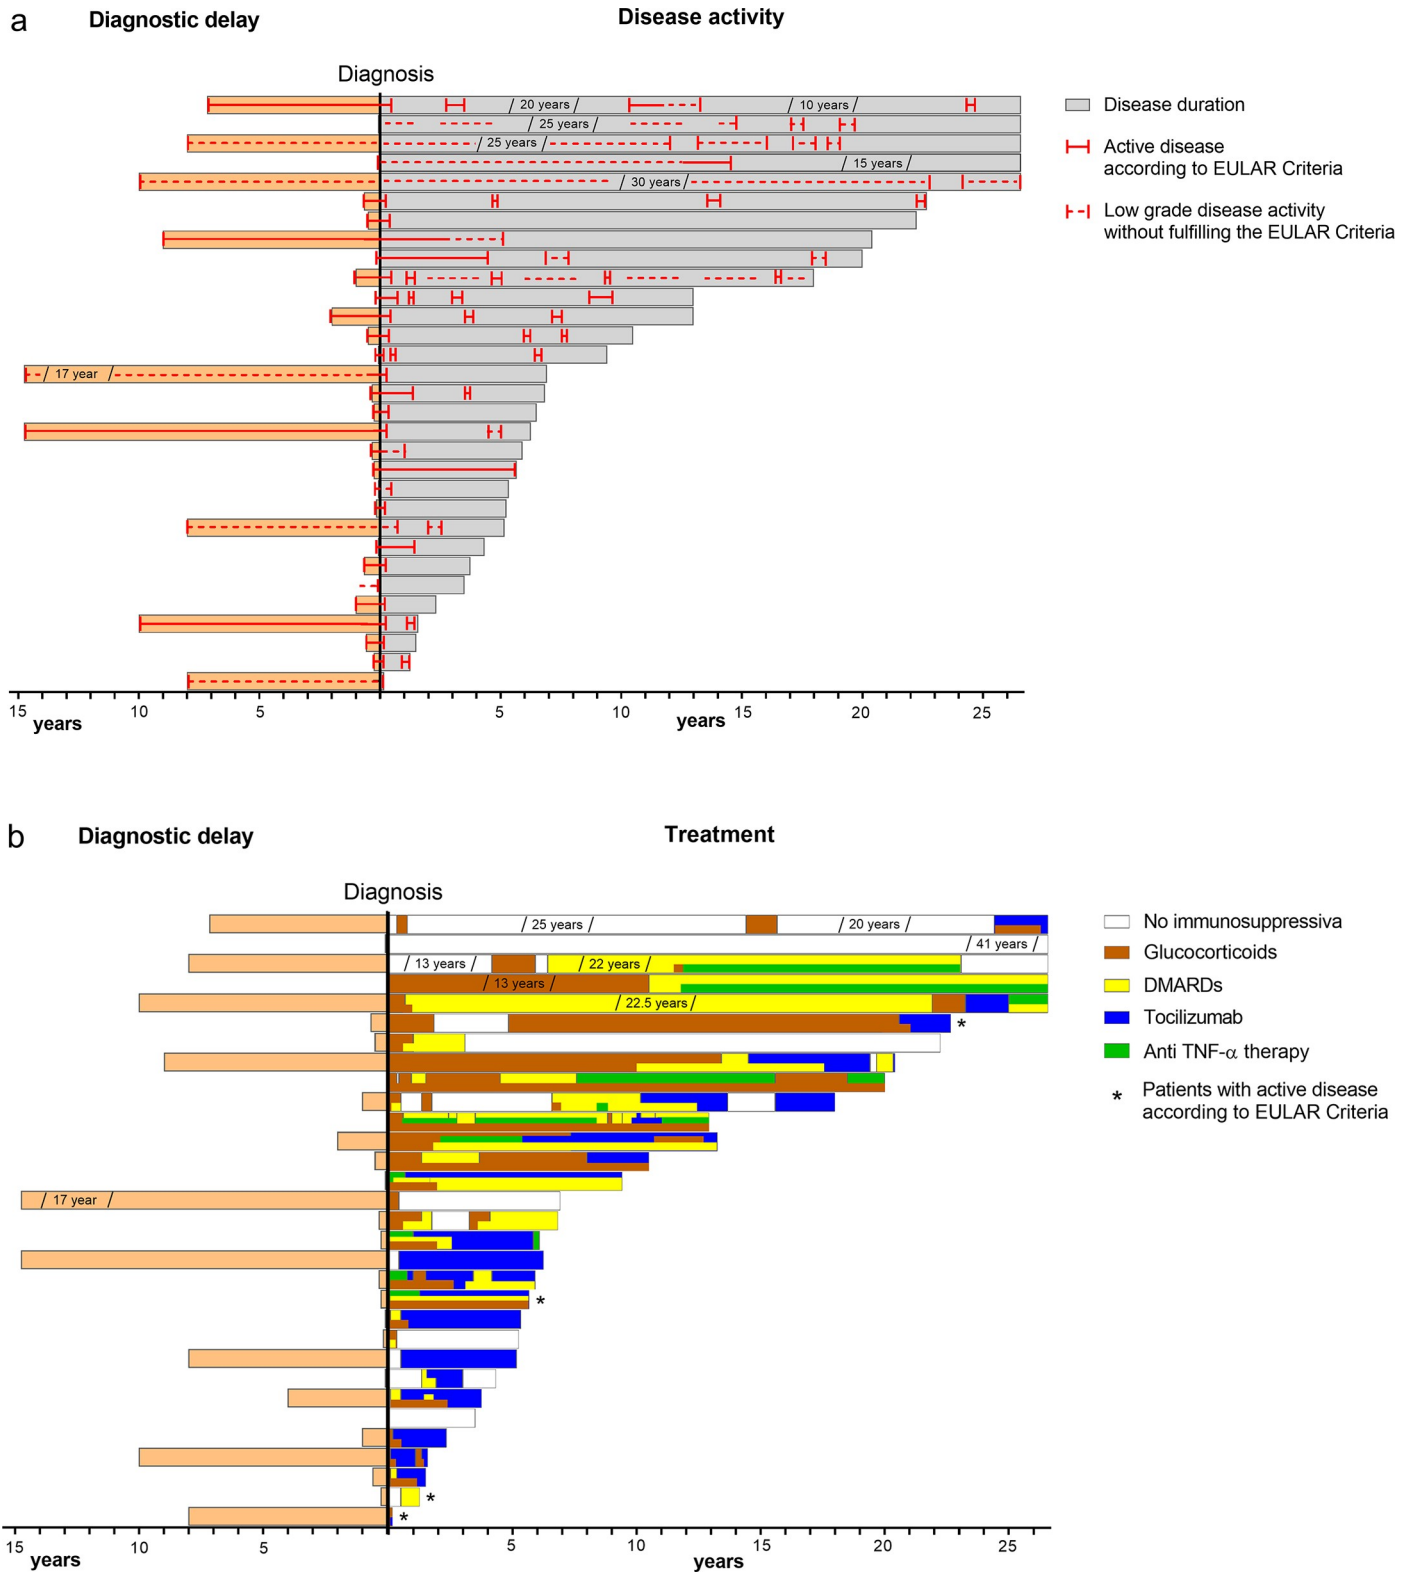 a
Diagnostic delay
Disease activity
Diagnosis
/ 20 years /
/ 10 years /
/ 25 years /
/ 25 years /
/ 15 years /
/ 30 years /
/ 17 year /
Disease duration
Active disease
according to EULAR Criteria
Low grade disease activity
without fulfilling the EULAR Criteria
15 10 5 5 10 15 20 25
years years
b
Diagnostic delay
Treatment
Diagnosis
/ 25 years /
/ 20 years /
/ 41 years /
/ 13 years /
/ 22 years /
/ 13 years /
/ 22.5 years /
*
/ 17 year /
*
*
*
No immunosuppressiva
Glucocorticoids
DMARDs
Tocilizumab
Anti TNF-α therapy
* Patients with active disease
according to EULAR Criteria
15 10 5 5 10 15 20 25
years years